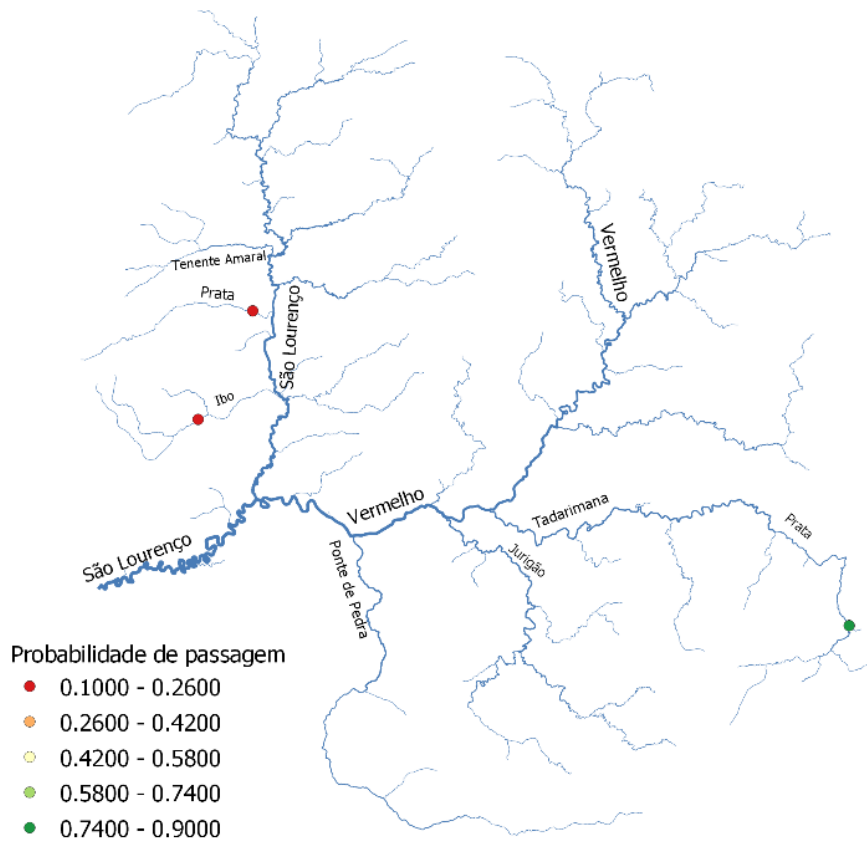 Vermelho
Tenente Amaral
Prata
São Lourenço
Ibo
Vermelho
Tadarimana
Prata
São Lourenço
Ponte de Pedra
Jurigão
Probabilidade de passagem
0.1000 - 0.2600
0.2600 - 0.4200
0.4200 - 0.5800
0.5800 - 0.7400
0.7400 - 0.9000